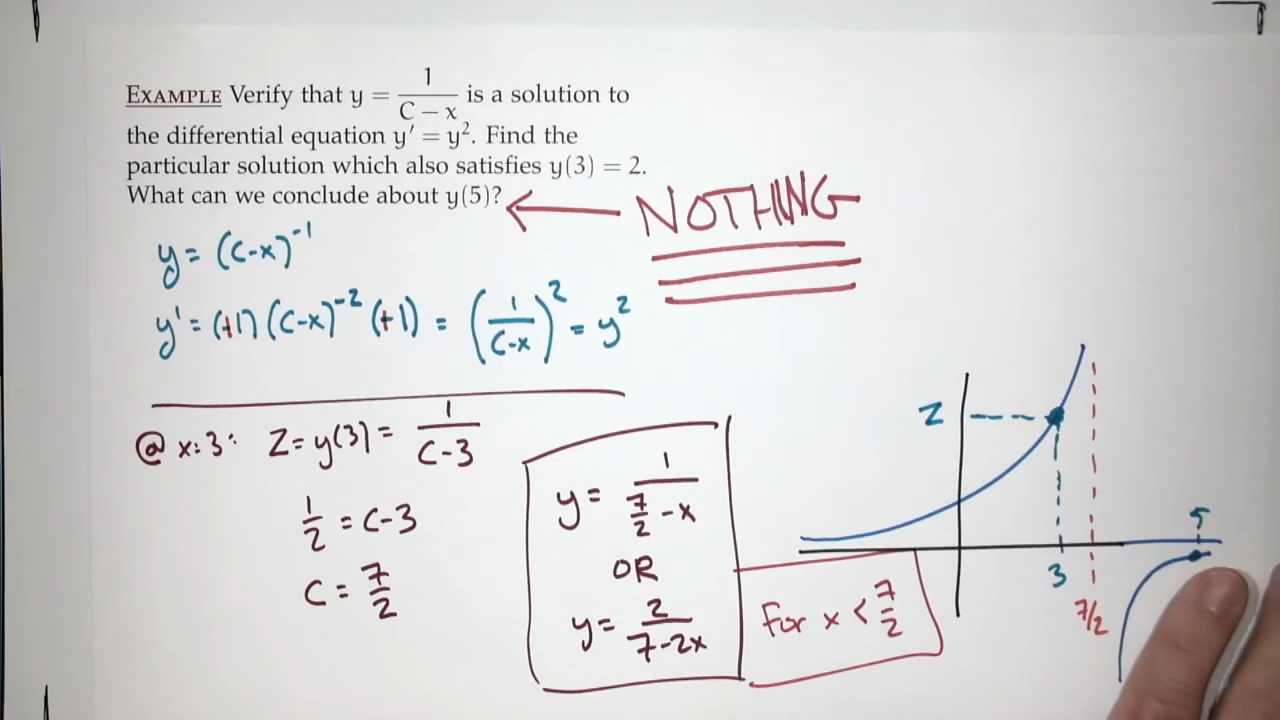 EXAMPLE Verify that y = 1/(C − x) is a solution to
the differential equation y′ = y². Find the
particular solution which also satisfies y(3) = 2.
What can we conclude about y(5)?
← NOTHING
y = (C-x)⁻¹
y' = (+1)(C-x)⁻² (+1) = (1/(C-x))² = y²
@ x=3: 2 = y(3) = 1/(C-3)
1/2 = C-3
C = 7/2
y = 1/(7/2 - x)
OR
y = 2/(7-2x)
For x < 7/2
2
3
7/2
5